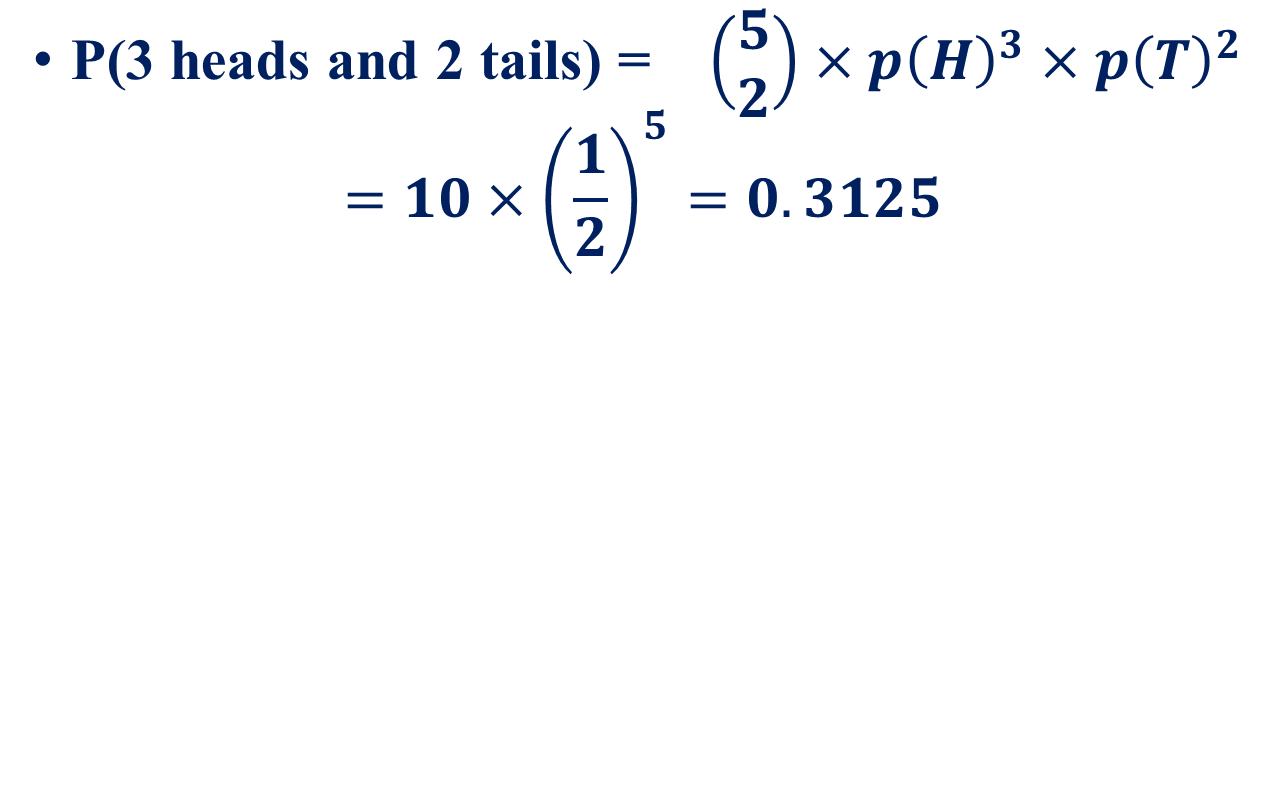 • P(3 heads and 2 tails) = (5 2) × p(H)³ × p(T)²
= 10 × (1/2)⁵ = 0.3125